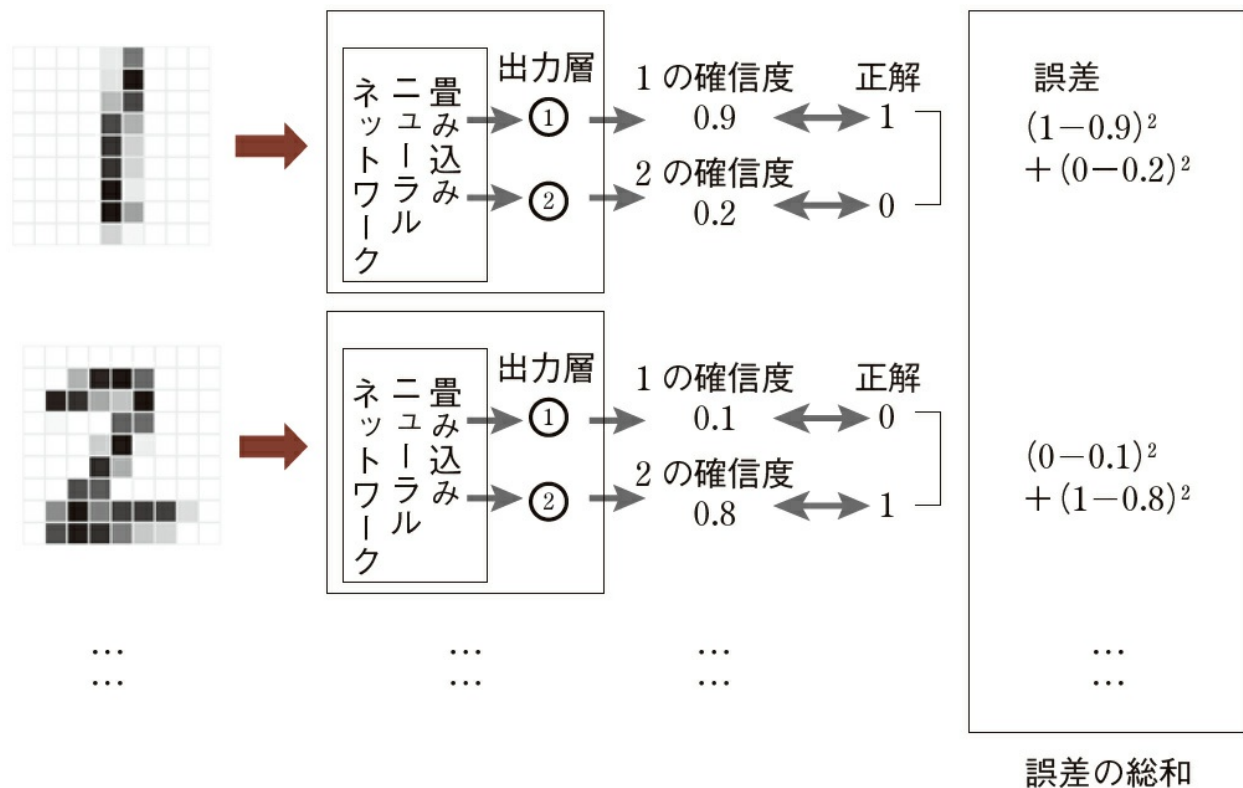 畳み込み
ニューラル
ネットワーク
出力層
①
②
1の確信度
0.9
2の確信度
0.2
正解
1
0
誤差
(1−0.9)²
+(0−0.2)²
畳み込み
ニューラル
ネットワーク
出力層
①
②
1の確信度
0.1
2の確信度
0.8
正解
0
1
(0−0.1)²
+(1−0.8)²
…
…
…
…
…
…
…
…
誤差の総和